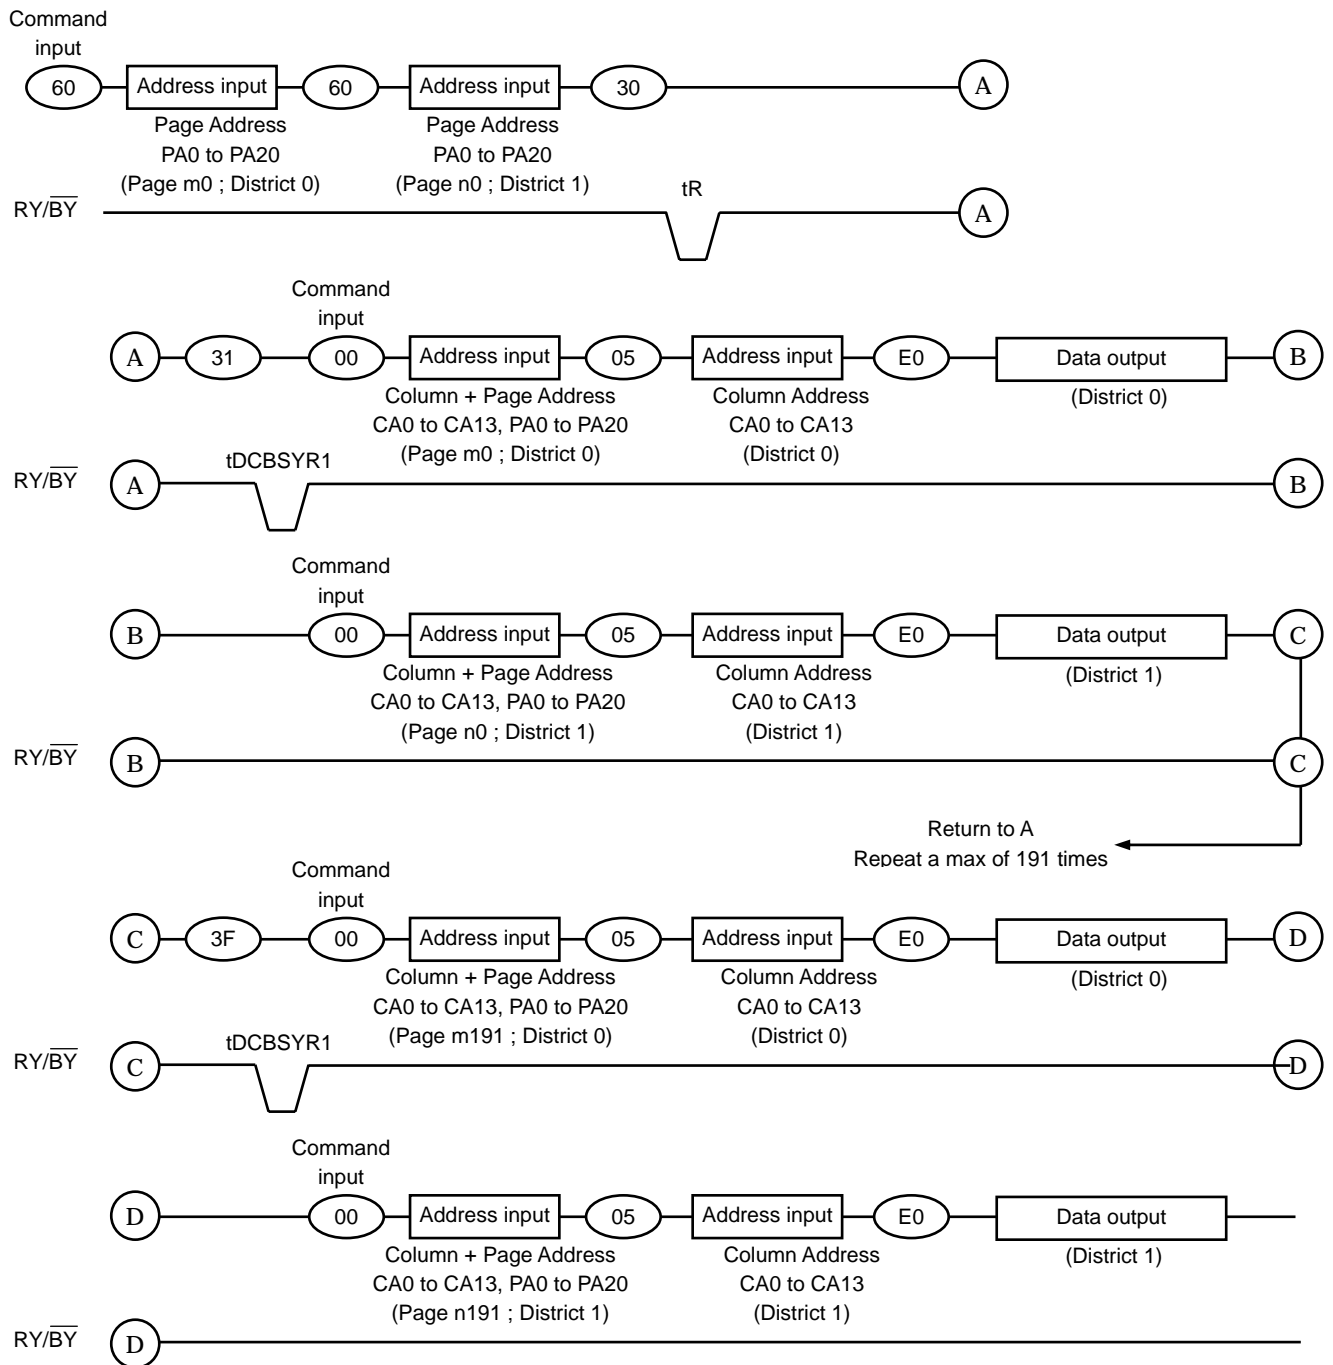 Command
input
60 Address input 60 Address input 30 A
Page Address Page Address
PA0 to PA20 PA0 to PA20
(Page m0 ; District 0) (Page n0 ; District 1)
tR
RY/BY A
Command
input
A 31 00 Address input 05 Address input E0 Data output B
Column + Page Address Column Address (District 0)
CA0 to CA13, PA0 to PA20 CA0 to CA13
(Page m0 ; District 0) (District 0)
tDCBSYR1
RY/BY A B
Command
input
B 00 Address input 05 Address input E0 Data output C
Column + Page Address Column Address (District 1)
CA0 to CA13, PA0 to PA20 CA0 to CA13
(Page n0 ; District 1) (District 1)
RY/BY B C
Return to A
Repeat a max of 191 times
Command
input
C 3F 00 Address input 05 Address input E0 Data output D
Column + Page Address Column Address (District 0)
CA0 to CA13, PA0 to PA20 CA0 to CA13
(Page m191 ; District 0) (District 0)
tDCBSYR1
RY/BY C D
Command
input
D 00 Address input 05 Address input E0 Data output
Column + Page Address Column Address (District 1)
CA0 to CA13, PA0 to PA20 CA0 to CA13
(Page n191 ; District 1) (District 1)
RY/BY D